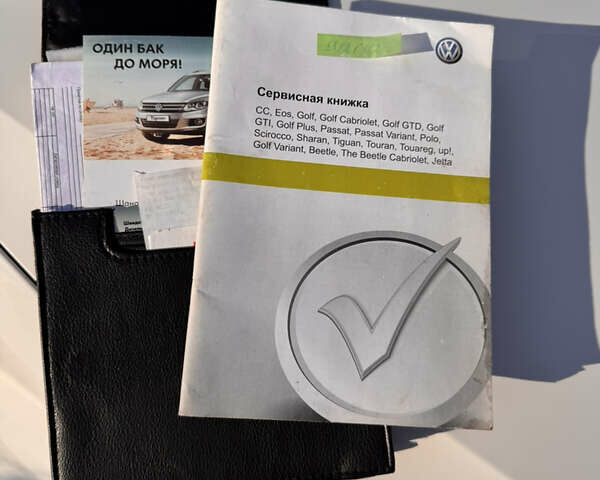 ОДИН БАК
ДО МОРЯ!
Сервисная книжка
CC, Eos, Golf, Golf Cabriolet, Golf GTD, Golf
GTI, Golf Plus, Passat, Passat Variant, Polo,
Scirocco, Sharan, Tiguan, Touran, Touareg, up!,
Golf Variant, Beetle, The Beetle Cabriolet, Jetta